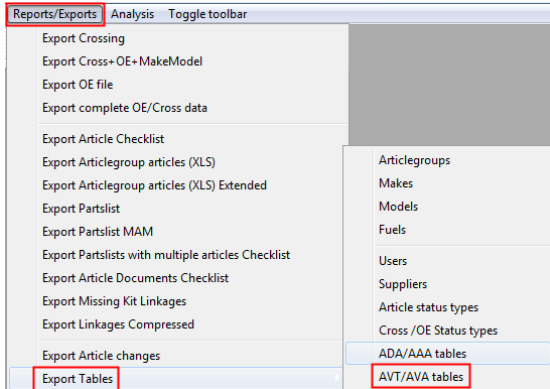 Reports/Exports Analysis Toggle toolbar
Export Crossing
Export Cross+OE+MakeModel
Export OE file
Export complete OE/Cross data
Export Article Checklist
Export Articlegroup articles (XLS)
Export Articlegroup articles (XLS) Extended
Export Partslist
Export Partslist MAM
Export Partslists with multiple articles Checklist
Export Article Documents Checklist
Export Missing Kit Linkages
Export Linkages Compressed
Export Article changes
Export Tables
Articlegroups
Makes
Models
Fuels
Users
Suppliers
Article status types
Cross /OE Status types
ADA/AAA tables
AVT/AVA tables